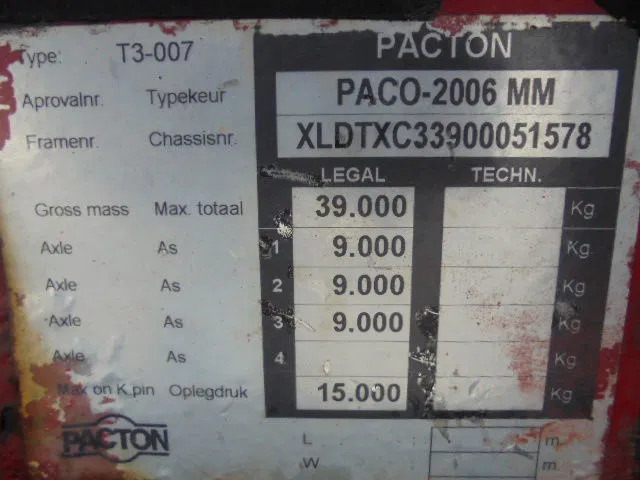 Type: T3-007 PACTON
Aprovalnr. Typekeur PACO-2006 MM
Framenr. Chassisnr. XLDTXC33900051578
LEGAL TECHN.
Gross mass Max. totaal 39.000 Kg
Axle As 1 9.000 Kg
Axle As 2 9.000 Kg
Axle As 3 9.000 Kg
Axle As 4 Kg
Max on K.pin Oplegdruk 15.000 Kg
PACTON L m
W m